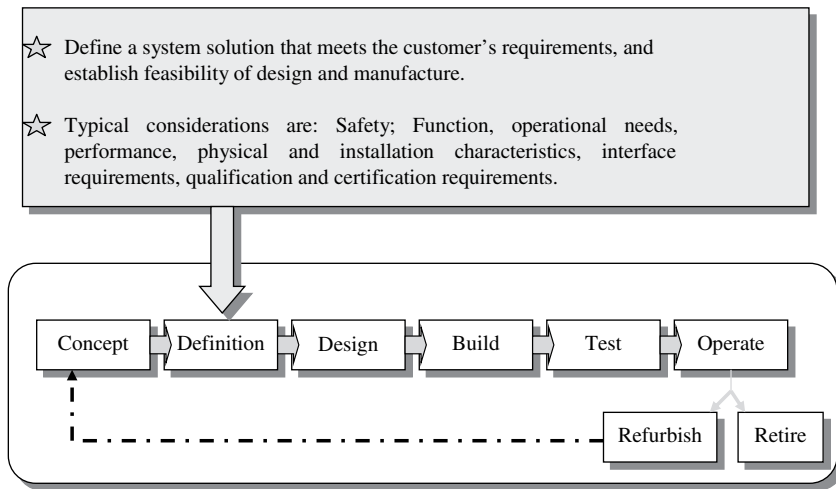 Define a system solution that meets the customer's requirements, and
establish feasibility of design and manufacture.
Typical considerations are: Safety; Function, operational needs,
performance, physical and installation characteristics, interface
requirements, qualification and certification requirements.
Concept
Definition
Design
Build
Test
Operate
Refurbish
Retire